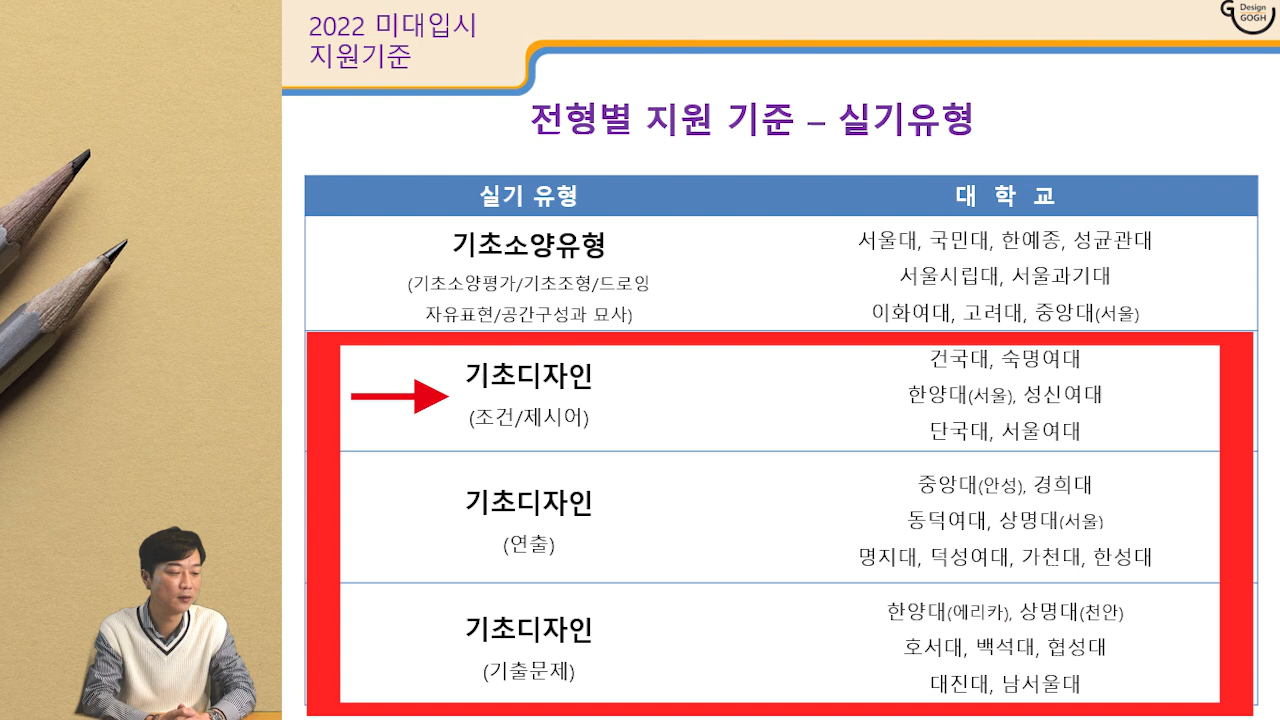 2022 미대입시
지원기준
Design
GOGH
전형별 지원 기준 – 실기유형
실기 유형
대 학 교
기초소양유형
(기초소양평가/기초조형/드로잉
자유표현/공간구성과 묘사)
서울대, 국민대, 한예종, 성균관대
서울시립대, 서울과기대
이화여대, 고려대, 중앙대(서울)
기초디자인
(조건/제시어)
건국대, 숙명여대
한양대(서울), 성신여대
단국대, 서울여대
기초디자인
(연출)
중앙대(안성), 경희대
동덕여대, 상명대(서울)
명지대, 덕성여대, 가천대, 한성대
기초디자인
(기출문제)
한양대(에리카), 상명대(천안)
호서대, 백석대, 협성대
대진대, 남서울대